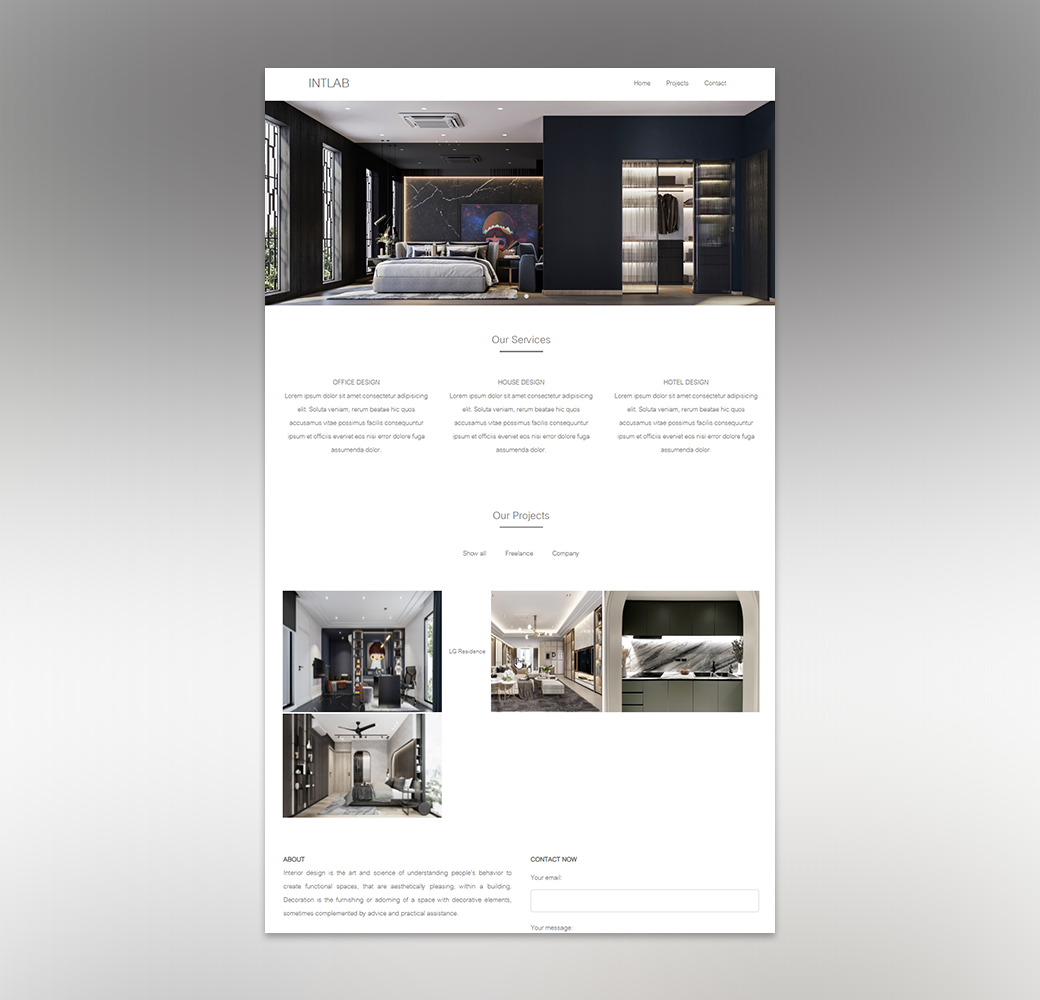 INTLAB
Home Projects Contact
Our Services
OFFICE DESIGN
Lorem ipsum dolor sit amet consectetur adipisicing
elit. Soluta veniam, rerum beatae hic quos
accusamus vitae possimus facilis consequuntur
ipsum et officiis eveniet eos nisi error dolore fuga
assumenda dolor.
HOUSE DESIGN
Lorem ipsum dolor sit amet consectetur adipisicing
elit. Soluta veniam, rerum beatae hic quos
accusamus vitae possimus facilis consequuntur
ipsum et officiis eveniet eos nisi error dolore fuga
assumenda dolor.
HOTEL DESIGN
Lorem ipsum dolor sit amet consectetur adipisicing
elit. Soluta veniam, rerum beatae hic quos
accusamus vitae possimus facilis consequuntur
ipsum et officiis eveniet eos nisi error dolore fuga
assumenda dolor.
Our Projects
Show all Freelance Company
LG Residence
ABOUT
Interior design is the art and science of understanding people's behavior to
create functional spaces, that are aesthetically pleasing, within a building,
Decoration is the furnishing or adorning of a space with decorative elements,
sometimes complemented by advice and practical assistance.
CONTACT NOW
Your email:
Your message: